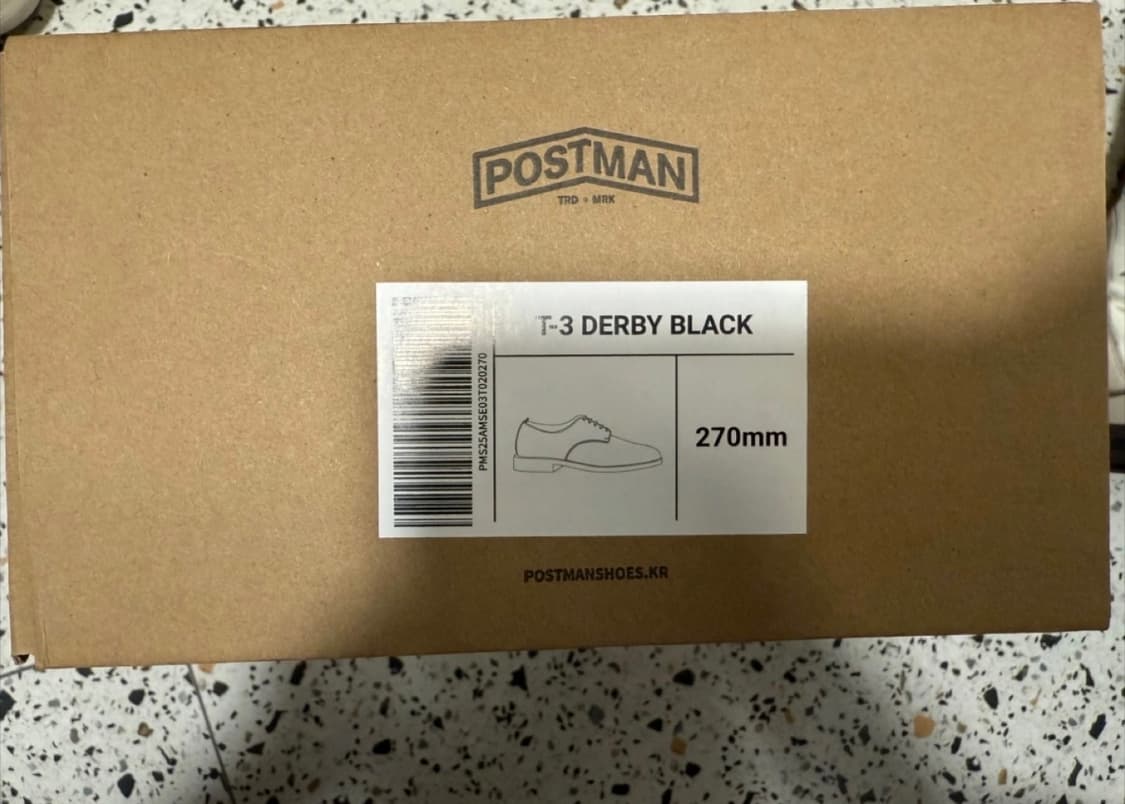 POSTMAN
TRD • MRK
T-3 DERBY BLACK
PMS25AMSE03T020270
270mm
POSTMANSHOES.KR